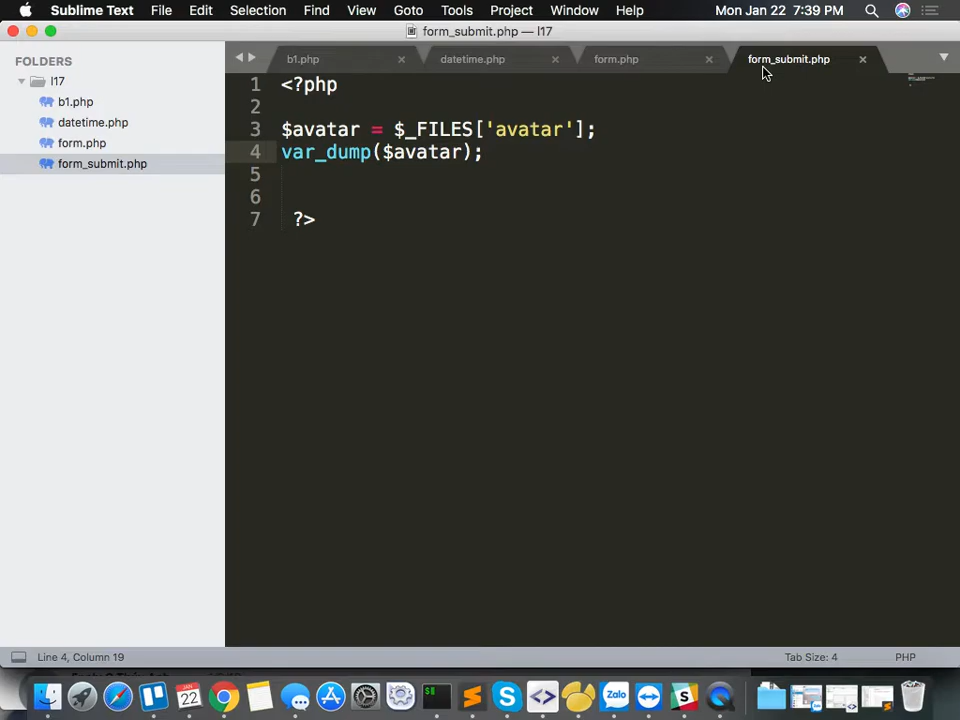 Sublime Text File Edit Selection Find View Goto Tools Project Window Help Mon Jan 22 7:39 PM
form_submit.php — l17
FOLDERS
l17
b1.php
datetime.php
form.php
form_submit.php
b1.php datetime.php form.php form_submit.php
1 <?php
2
3 $avatar = $_FILES['avatar'];
4 var_dump($avatar);
5
6
7 ?>
Line 4, Column 19 Tab Size: 4 PHP
JAN
22
$
S
Zalo